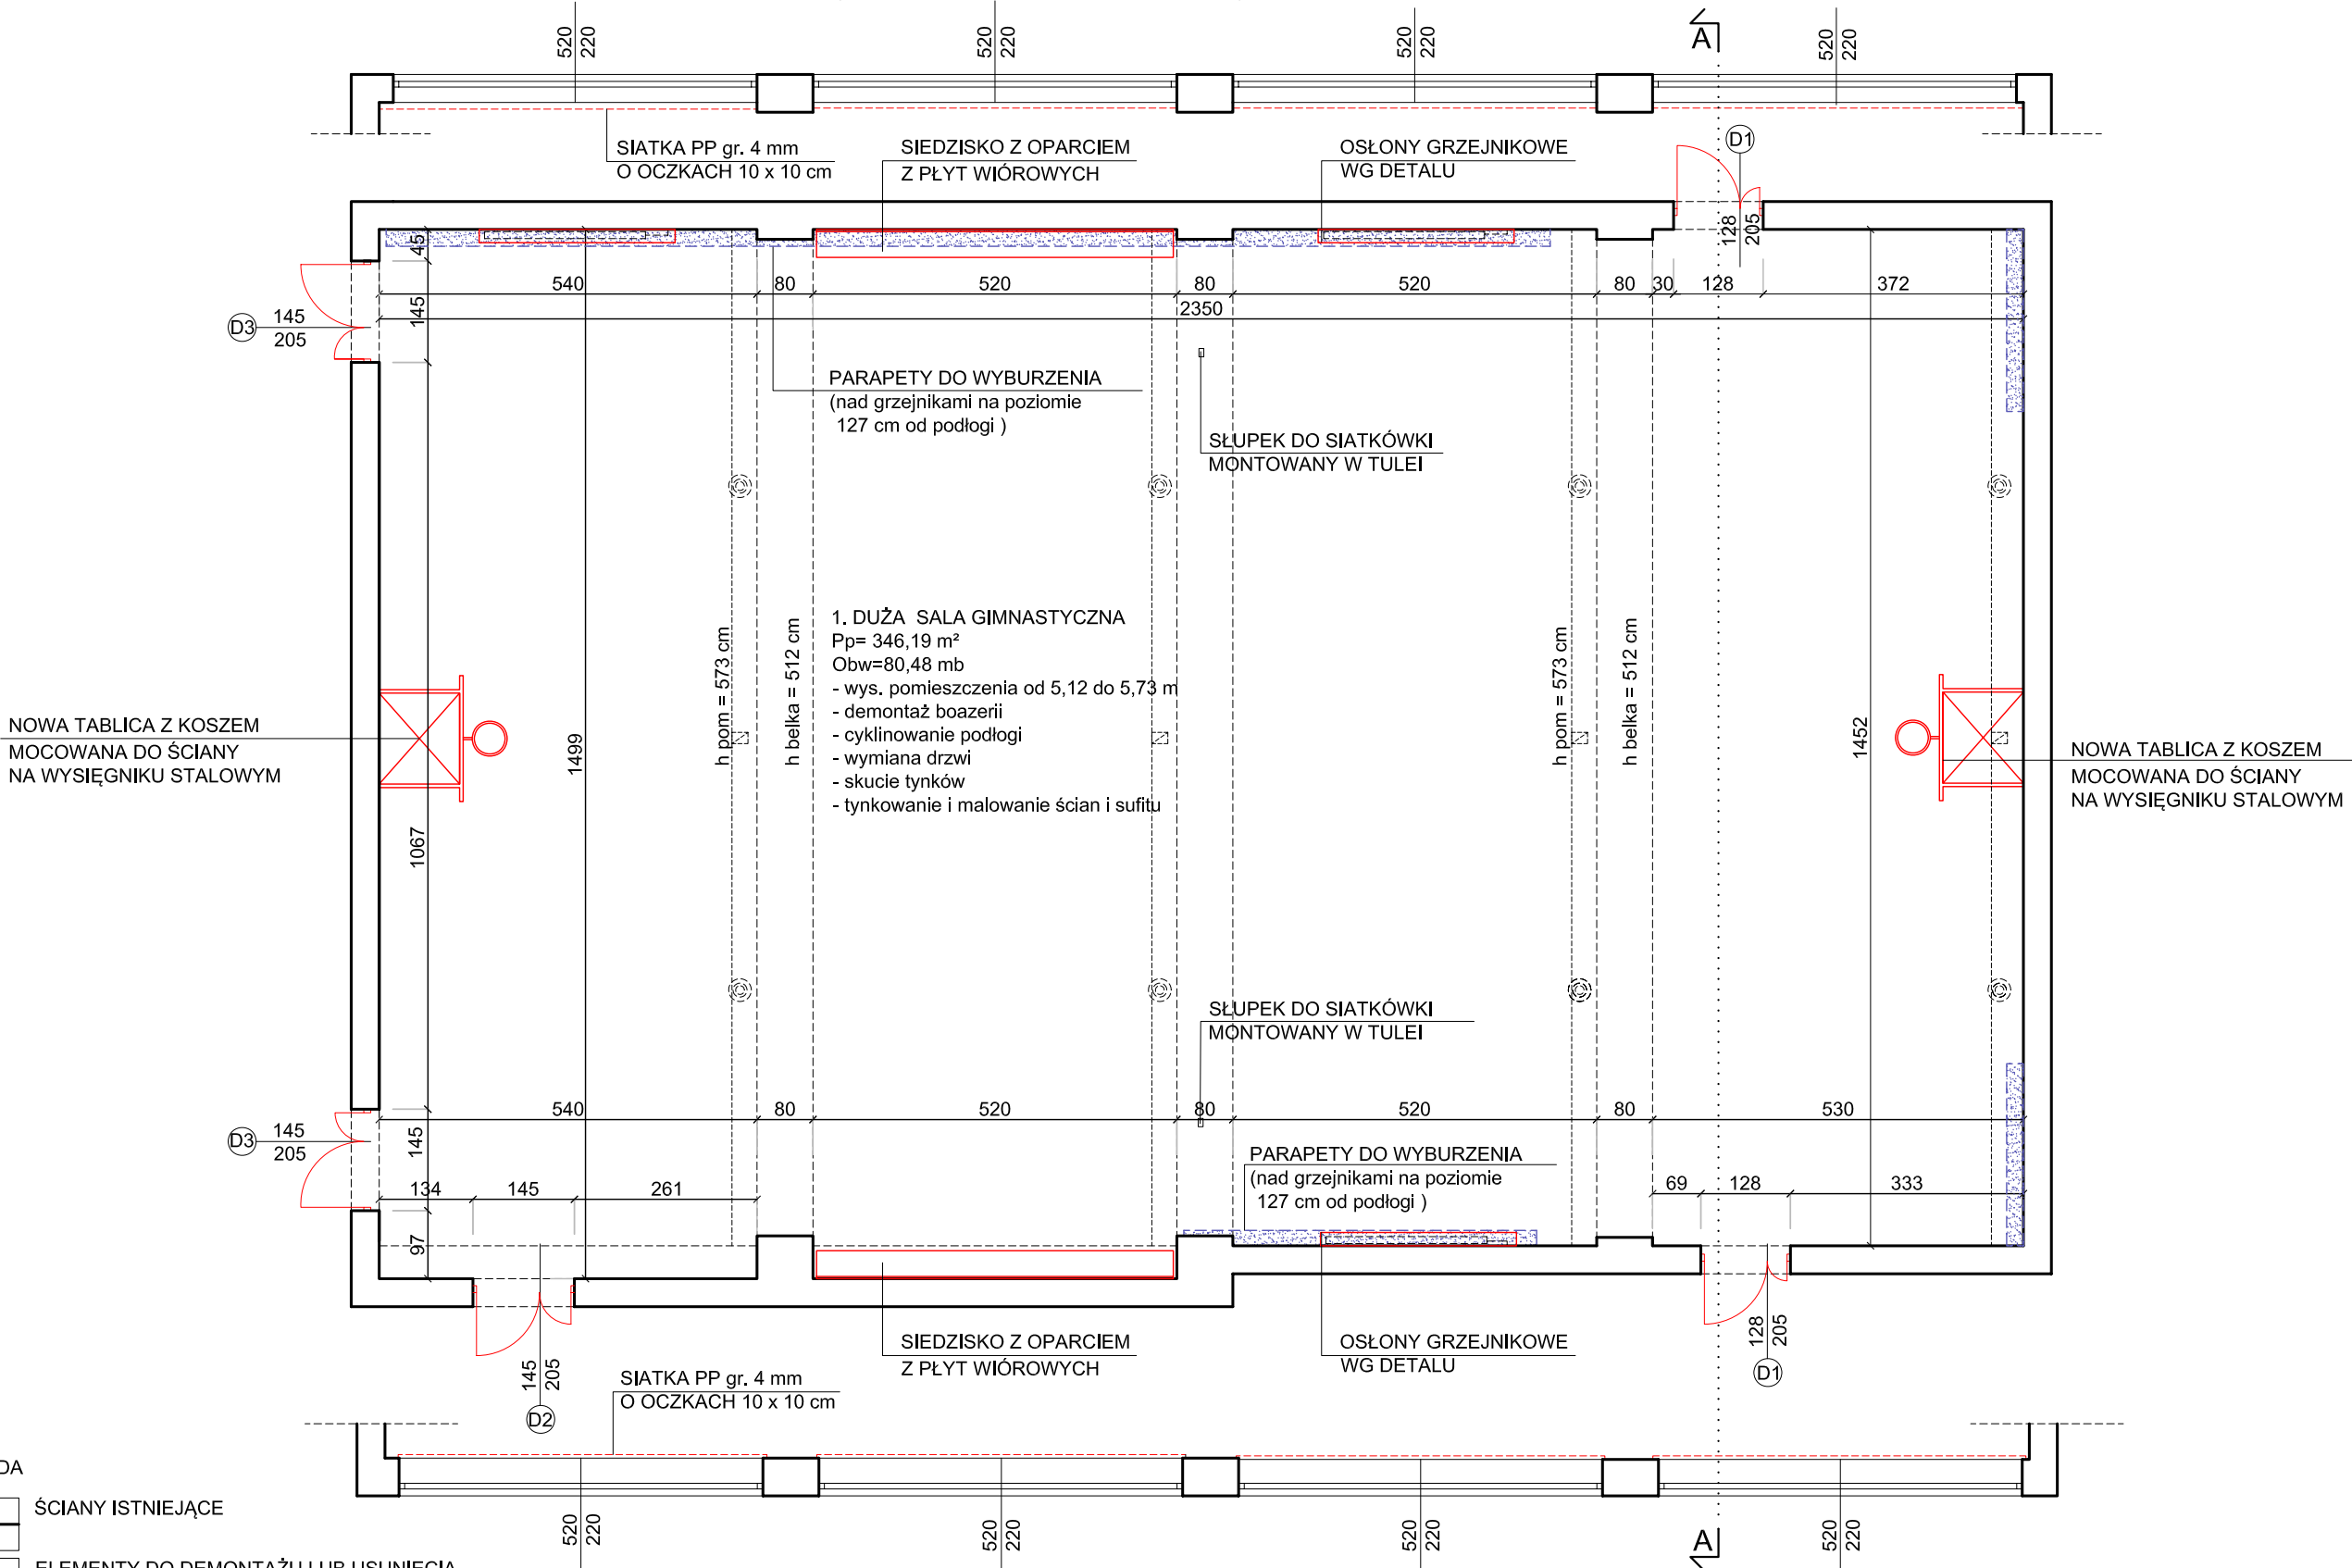 520
220
520
220
520
220
A
520
220
SIATKA PP gr. 4 mm
O OCZKACH 10 x 10 cm
SIEDZISKO Z OPARCIEM
Z PŁYT WIÓROWYCH
OSŁONY GRZEJNIKOWE
WG DETALU
D1
128
205
45
540
80
520
80
520
80
30
128
372
2350
145
D3
145
205
PARAPETY DO WYBURZENIA
(nad grzejnikami na poziomie
127 cm od podłogi )
SŁUPEK DO SIATKÓWKI
MONTOWANY W TULEI
1. DUŻA SALA GIMNASTYCZNA
Pp= 346,19 m²
Obw=80,48 mb
- wys. pomieszczenia od 5,12 do 5,73 m
- demontaż boazerii
- cyklinowanie podłogi
- wymiana drzwi
- skucie tynków
- tynkowanie i malowanie ścian i sufitu
h pom = 573 cm
h belka = 512 cm
h pom = 573 cm
h belka = 512 cm
NOWA TABLICA Z KOSZEM
MOCOWANA DO ŚCIANY
NA WYSIĘGNIKU STALOWYM
1499
1452
1067
NOWA TABLICA Z KOSZEM
MOCOWANA DO ŚCIANY
NA WYSIĘGNIKU STALOWYM
SŁUPEK DO SIATKÓWKI
MONTOWANY W TULEI
540
80
520
80
520
80
530
D3
145
205
145
PARAPETY DO WYBURZENIA
(nad grzejnikami na poziomie
127 cm od podłogi )
134
145
261
69
128
333
97
SIEDZISKO Z OPARCIEM
Z PŁYT WIÓROWYCH
OSŁONY GRZEJNIKOWE
WG DETALU
128
205
D1
145
205
D2
SIATKA PP gr. 4 mm
O OCZKACH 10 x 10 cm
DA
ŚCIANY ISTNIEJĄCE
ELEMENTY DO DEMONTAŻU LUB USUNIĘCIA
520
220
520
220
520
220
A
520
220